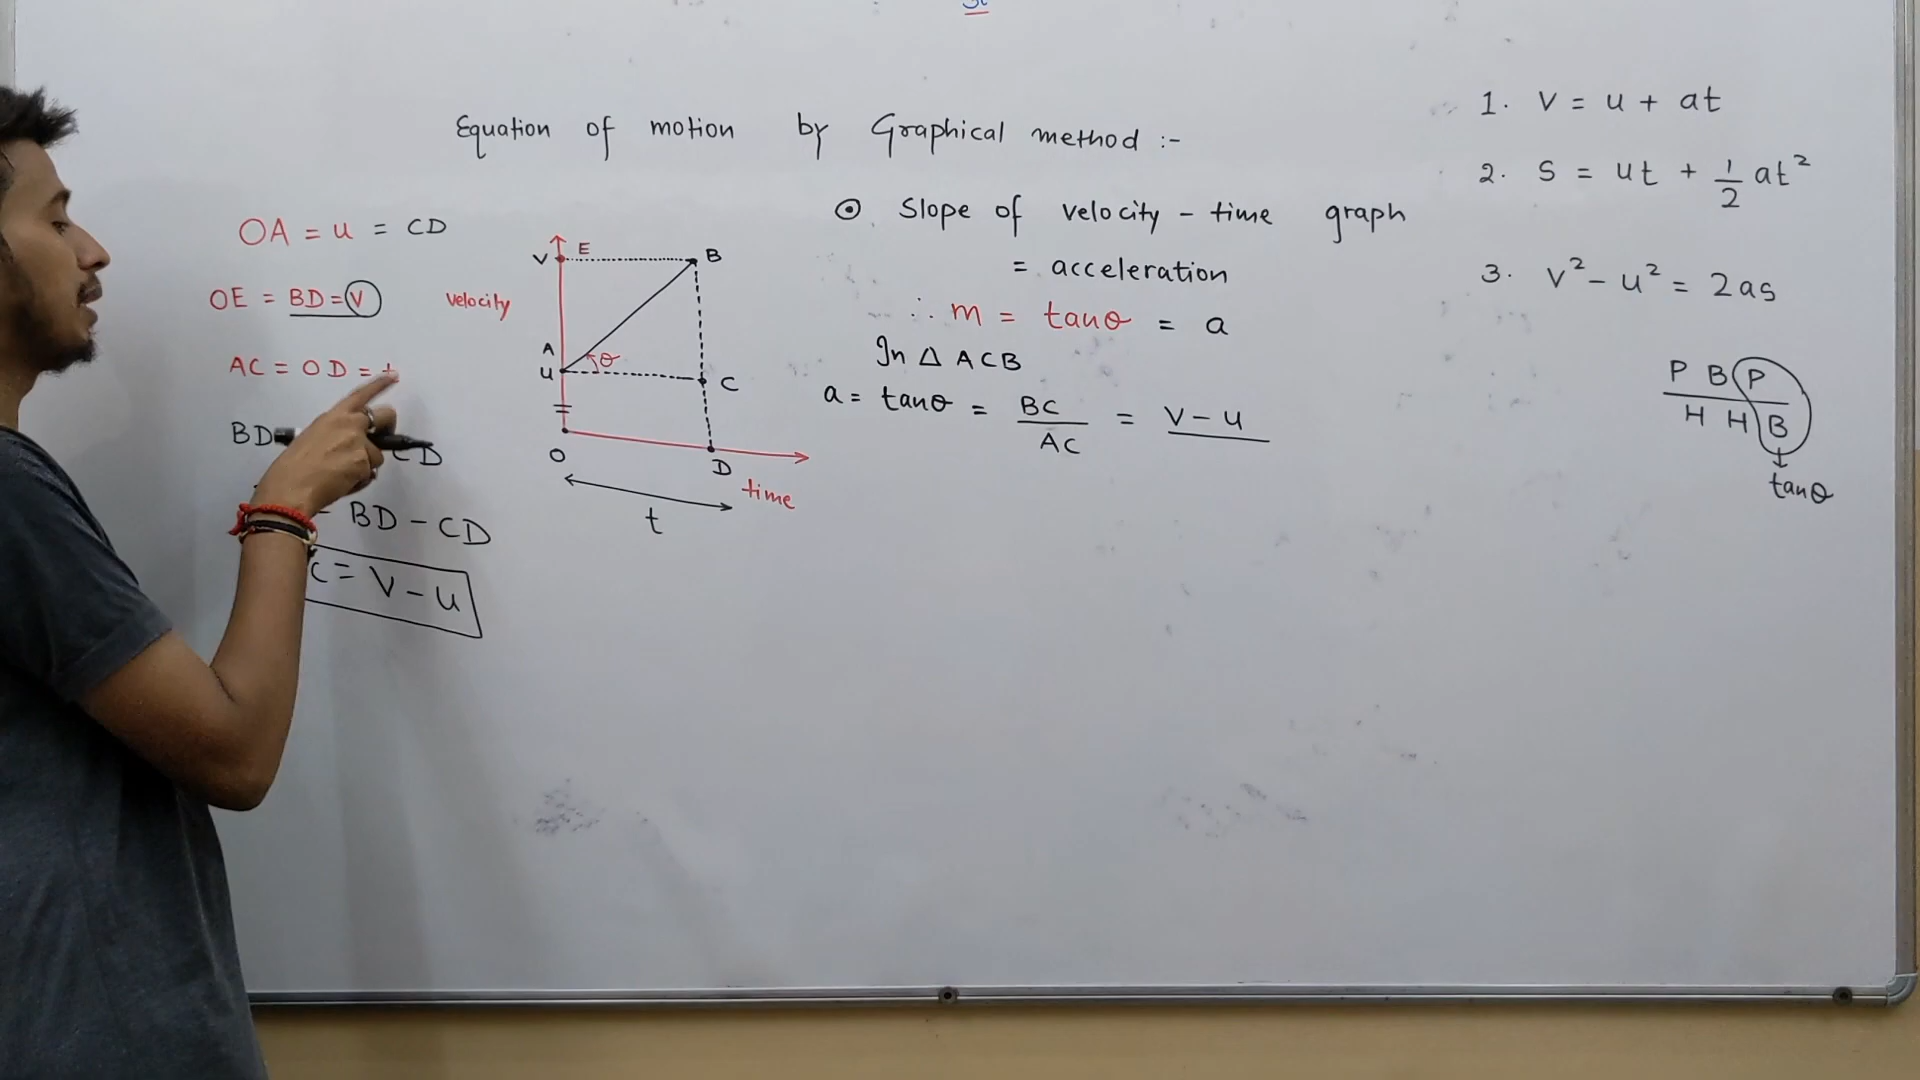 Equation of motion by Graphical method :-
OA = u = CD
OE = BD = V
AC = OD = t
BD CD
= BD - CD
C = V - u
velocity
V E B
A
u θ C
O D
time
t
⊙ Slope of velocity - time graph
= acceleration
∴ m = tanθ = a
In Δ ACB
a = tanθ = BC / AC = V - u
1. V = u + at
2. S = ut + 1/2 at²
3. V² - u² = 2as
P B P
H H B
tanθ